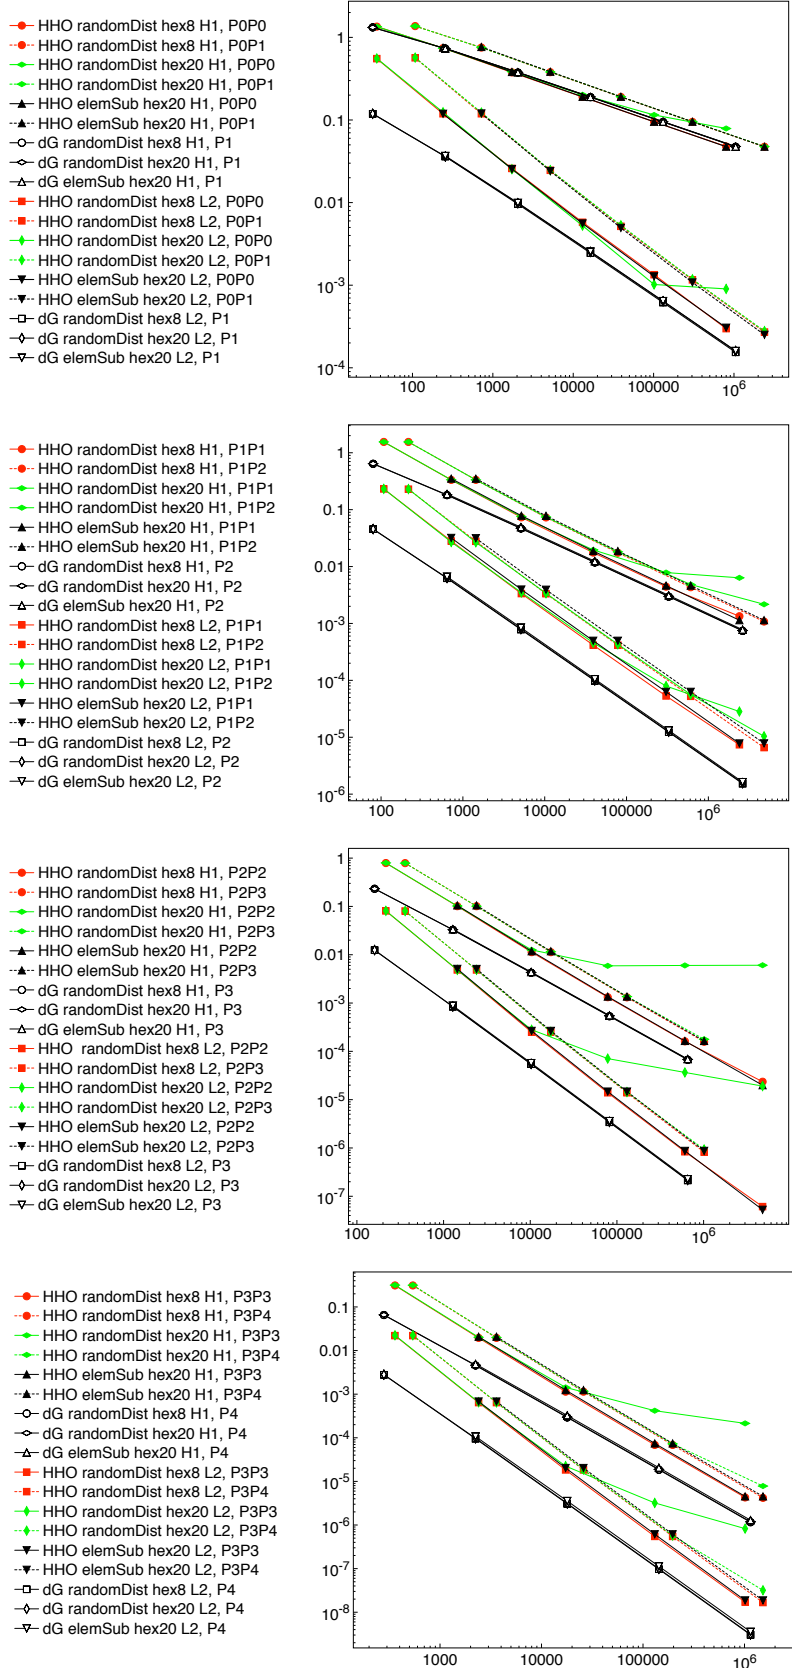 HHO randomDist hex8 H1, P0P0
HHO randomDist hex8 H1, P0P1
HHO randomDist hex20 H1, P0P0
HHO randomDist hex20 H1, P0P1
HHO elemSub hex20 H1, P0P0
HHO elemSub hex20 H1, P0P1
dG randomDist hex8 H1, P1
dG randomDist hex20 H1, P1
dG elemSub hex20 H1, P1
HHO randomDist hex8 L2, P0P0
HHO randomDist hex8 L2, P0P1
HHO randomDist hex20 L2, P0P0
HHO randomDist hex20 L2, P0P1
HHO elemSub hex20 L2, P0P0
HHO elemSub hex20 L2, P0P1
dG randomDist hex8 L2, P1
dG randomDist hex20 L2, P1
dG elemSub hex20 L2, P1
1
0.1
0.01
10⁻³
10⁻⁴
100 1000 10000 100000 10⁶
HHO randomDist hex8 H1, P1P1
HHO randomDist hex8 H1, P1P2
HHO randomDist hex20 H1, P1P1
HHO randomDist hex20 H1, P1P2
HHO elemSub hex20 H1, P1P1
HHO elemSub hex20 H1, P1P2
dG randomDist hex8 H1, P2
dG randomDist hex20 H1, P2
dG elemSub hex20 H1, P2
HHO randomDist hex8 L2, P1P1
HHO randomDist hex8 L2, P1P2
HHO randomDist hex20 L2, P1P1
HHO randomDist hex20 L2, P1P2
HHO elemSub hex20 L2, P1P1
HHO elemSub hex20 L2, P1P2
dG randomDist hex8 L2, P2
dG randomDist hex20 L2, P2
dG elemSub hex20 L2, P2
1
0.1
0.01
10⁻³
10⁻⁴
10⁻⁵
10⁻⁶
100 1000 10000 100000 10⁶
HHO randomDist hex8 H1, P2P2
HHO randomDist hex8 H1, P2P3
HHO randomDist hex20 H1, P2P2
HHO randomDist hex20 H1, P2P3
HHO elemSub hex20 H1, P2P2
HHO elemSub hex20 H1, P2P3
dG randomDist hex8 H1, P3
dG randomDist hex20 H1, P3
dG elemSub hex20 H1, P3
HHO  randomDist hex8 L2, P2P2
HHO randomDist hex8 L2, P2P3
HHO randomDist hex20 L2, P2P2
HHO randomDist hex20 L2, P2P3
HHO elemSub hex20 L2, P2P2
HHO elemSub hex20 L2, P2P3
dG randomDist hex8 L2, P3
dG randomDist hex20 L2, P3
dG elemSub hex20 L2, P3
1
0.1
0.01
10⁻³
10⁻⁴
10⁻⁵
10⁻⁶
10⁻⁷
100 1000 10000 100000 10⁶
HHO randomDist hex8 H1, P3P3
HHO randomDist hex8 H1, P3P4
HHO randomDist hex20 H1, P3P3
HHO randomDist hex20 H1, P3P4
HHO elemSub hex20 H1, P3P3
HHO elemSub hex20 H1, P3P4
dG randomDist hex8 H1, P4
dG randomDist hex20 H1, P4
dG elemSub hex20 H1, P4
HHO randomDist hex8 L2, P3P3
HHO randomDist hex8 L2, P3P4
HHO randomDist hex20 L2, P3P3
HHO randomDist hex20 L2, P3P4
HHO elemSub hex20 L2, P3P3
HHO elemSub hex20 L2, P3P4
dG randomDist hex8 L2, P4
dG randomDist hex20 L2, P4
dG elemSub hex20 L2, P4
0.1
0.01
10⁻³
10⁻⁴
10⁻⁵
10⁻⁶
10⁻⁷
10⁻⁸
1000 10000 100000 10⁶